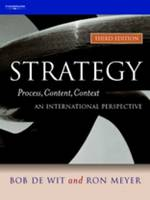 THIRD EDITION
STRATEGY
Process, Content, Context
AN INTERNATIONAL PERSPECTIVE
BOB DE WIT and RON MEYER